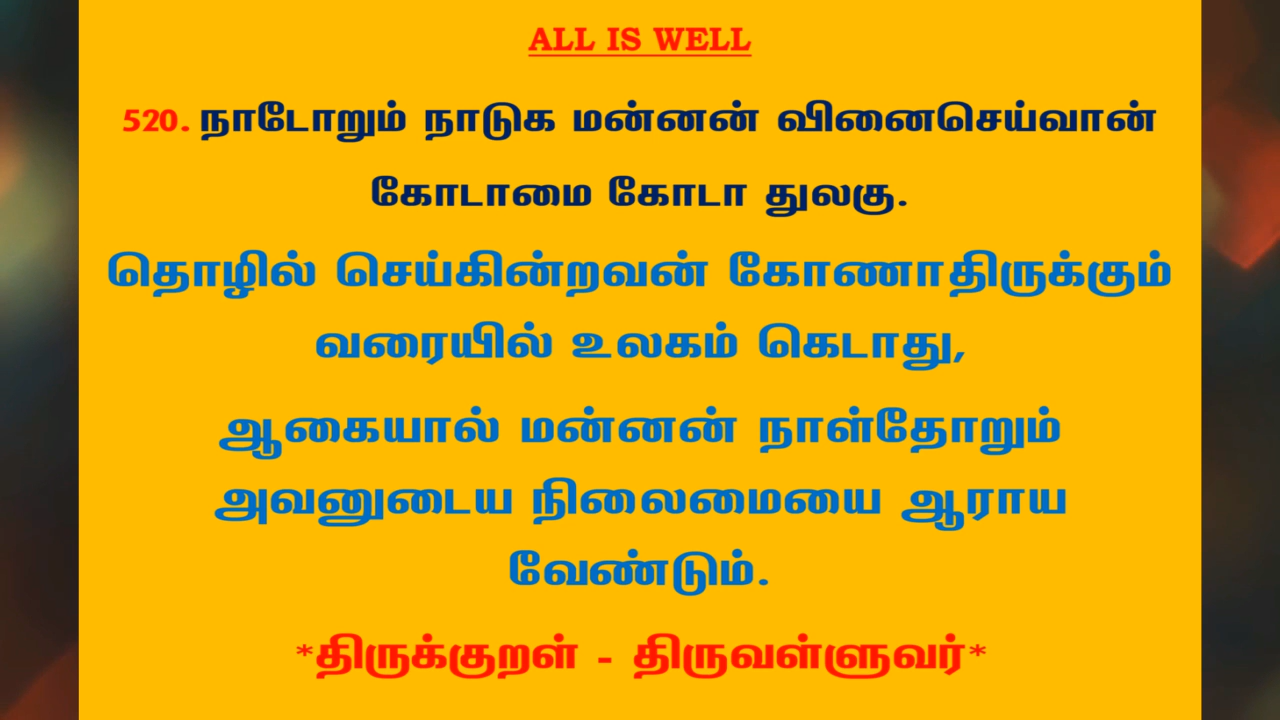 ALL IS WELL
520. நாடோறும் நாடுக மன்னன் வினைசெய்வான்
கோடாமை கோடா துலகு.
தொழில் செய்கின்றவன் கோணாதிருக்கும்
வரையில் உலகம் கெடாது,
ஆகையால் மன்னன் நாள்தோறும்
அவனுடைய நிலைமையை ஆராய
வேண்டும்.
*திருக்குறள் - திருவள்ளுவர்*